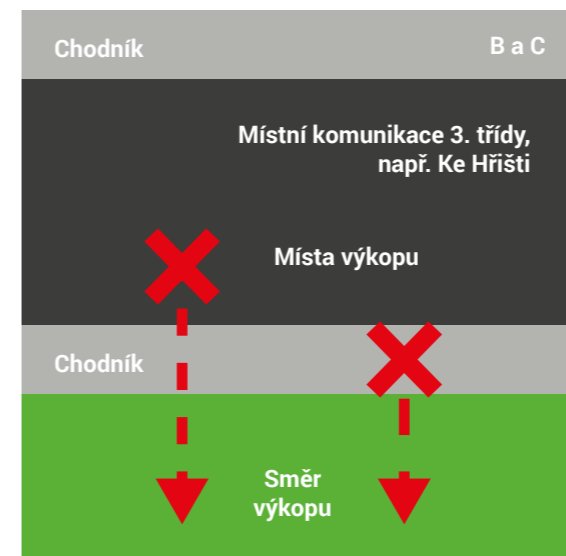 Chodník
B a C
Místní komunikace 3. třídy,
např. Ke Hřišti
Místa výkopu
Chodník
Směr
výkopu